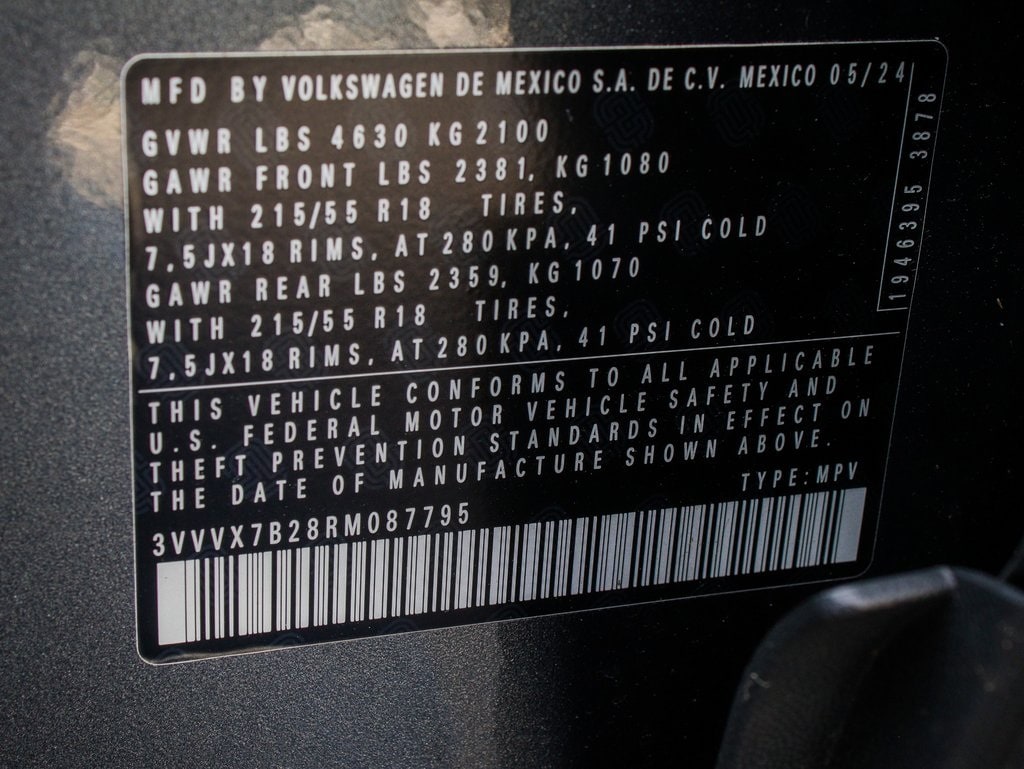 MFD BY VOLKSWAGEN DE MEXICO S.A. DE C.V. MEXICO 05/24
GVWR LBS 4630 KG 2100
GAWR FRONT LBS 2381, KG 1080
WITH 215/55 R18 TIRES,
7,5JX18 RIMS, AT 280 KPA, 41 PSI COLD
GAWR REAR LBS 2359, KG 1070
WITH 215/55 R18 TIRES,
7,5JX18 RIMS, AT 280 KPA, 41 PSI COLD
1946395 3878
THIS VEHICLE CONFORMS TO ALL APPLICABLE
U.S. FEDERAL MOTOR VEHICLE SAFETY AND
THEFT PREVENTION STANDARDS IN EFFECT ON
THE DATE OF MANUFACTURE SHOWN ABOVE.
TYPE: MPV
3VVVX7B28RM087795